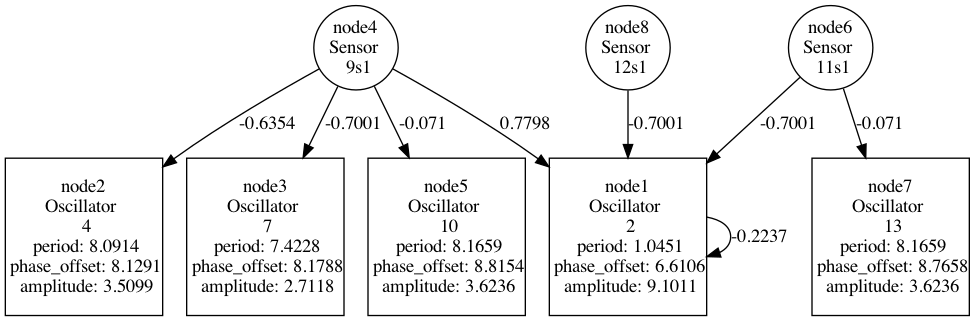 node4
Sensor
9s1
node8
Sensor
12s1
node6
Sensor
11s1
-0.6354
-0.7001
-0.071
0.7798
-0.7001
-0.7001
-0.071
node2
Oscillator
4
period: 8.0914
phase_offset: 8.1291
amplitude: 3.5099
node3
Oscillator
7
period: 7.4228
phase_offset: 8.1788
amplitude: 2.7118
node5
Oscillator
10
period: 8.1659
phase_offset: 8.8154
amplitude: 3.6236
node1
Oscillator
2
period: 1.0451
phase_offset: 6.6106
amplitude: 9.1011
-0.2237
node7
Oscillator
13
period: 8.1659
phase_offset: 8.7658
amplitude: 3.6236